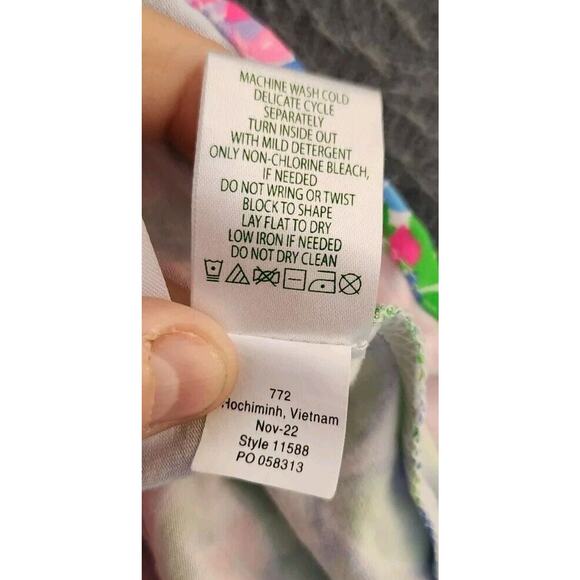 MACHINE WASH COLD
DELICATE CYCLE
SEPARATELY
TURN INSIDE OUT
WITH MILD DETERGENT
ONLY NON-CHLORINE BLEACH,
IF NEEDED
DO NOT WRING OR TWIST
BLOCK TO SHAPE
LAY FLAT TO DRY
LOW IRON IF NEEDED
DO NOT DRY CLEAN
772
Hochiminh, Vietnam
Nov-22
Style 11588
PO 058313